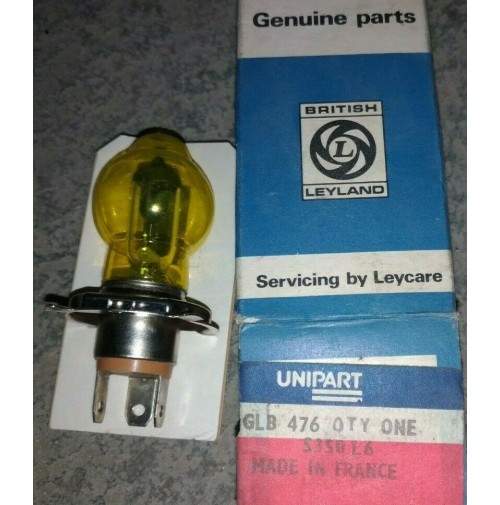 Genuine parts
BRITISH
L
LEYLAND
Servicing by Leycare
UNIPART
GLB 476 QTY ONE
MADE IN FRANCE